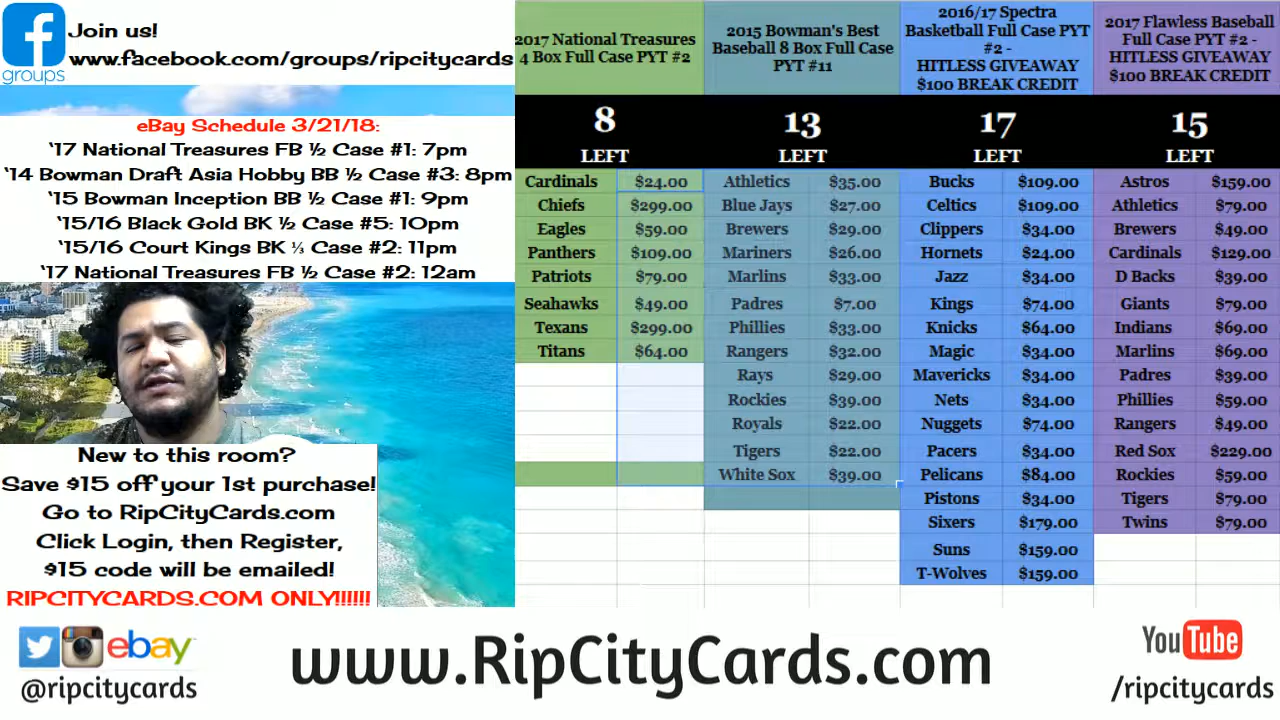 Join us!
www.facebook.com/groups/ripcitycards
groups
eBay Schedule 3/21/18:
'17 National Treasures FB ½ Case #1: 7pm
'14 Bowman Draft Asia Hobby BB ½ Case #3: 8pm
'15 Bowman Inception BB ½ Case #1: 9pm
'15/16 Black Gold BK ½ Case #5: 10pm
'15/16 Court Kings BK ⅓ Case #2: 11pm
'17 National Treasures FB ½ Case #2: 12am
New to this room?
Save $15 off your 1st purchase!
Go to RipCityCards.com
Click Login, then Register,
$15 code will be emailed!
RIPCITYCARDS.COM ONLY!!!!!!
2017 National Treasures
4 Box Full Case PYT #2
8
LEFT
Cardinals $24.00
Chiefs $299.00
Eagles $59.00
Panthers $109.00
Patriots $79.00
Seahawks $49.00
Texans $299.00
Titans $64.00
2015 Bowman's Best
Baseball 8 Box Full Case
PYT #11
13
LEFT
Athletics $35.00
Blue Jays $27.00
Brewers $29.00
Mariners $26.00
Marlins $33.00
Padres $7.00
Phillies $33.00
Rangers $32.00
Rays $29.00
Rockies $39.00
Royals $22.00
Tigers $22.00
White Sox $39.00
2016/17 Spectra
Basketball Full Case PYT
#2 -
HITLESS GIVEAWAY
$100 BREAK CREDIT
17
LEFT
Bucks $109.00
Celtics $109.00
Clippers $34.00
Hornets $24.00
Jazz $34.00
Kings $74.00
Knicks $64.00
Magic $34.00
Mavericks $34.00
Nets $34.00
Nuggets $74.00
Pacers $34.00
Pelicans $84.00
Pistons $34.00
Sixers $179.00
Suns $159.00
T-Wolves $159.00
2017 Flawless Baseball
Full Case PYT #2 -
HITLESS GIVEAWAY
$100 BREAK CREDIT
15
LEFT
Astros $159.00
Athletics $79.00
Brewers $49.00
Cardinals $129.00
D Backs $39.00
Giants $79.00
Indians $69.00
Marlins $69.00
Padres $39.00
Phillies $59.00
Rangers $49.00
Red Sox $229.00
Rockies $59.00
Tigers $79.00
Twins $79.00
ebay
@ripcitycards
www.RipCityCards.com
YouTube
/ripcitycards